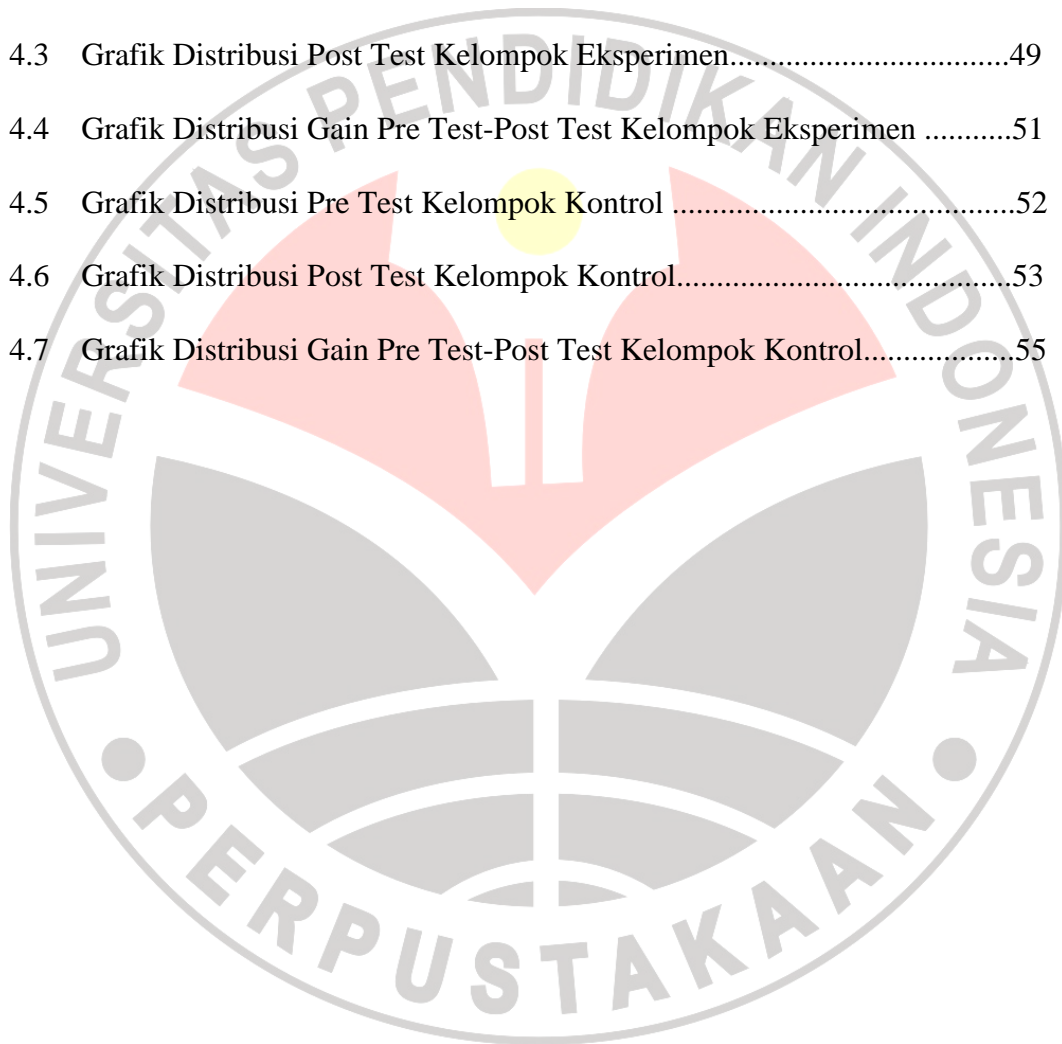 4.3 Grafik Distribusi Post Test Kelompok Eksperimen...................................49
4.4 Grafik Distribusi Gain Pre Test-Post Test Kelompok Eksperimen ...........51
4.5 Grafik Distribusi Pre Test Kelompok Kontrol ...........................................52
4.6 Grafik Distribusi Post Test Kelompok Kontrol..........................................53
4.7 Grafik Distribusi Gain Pre Test-Post Test Kelompok Kontrol...................55
UNIVERSITAS PENDIDIKAN INDONESIA
PERPUSTAKAAN